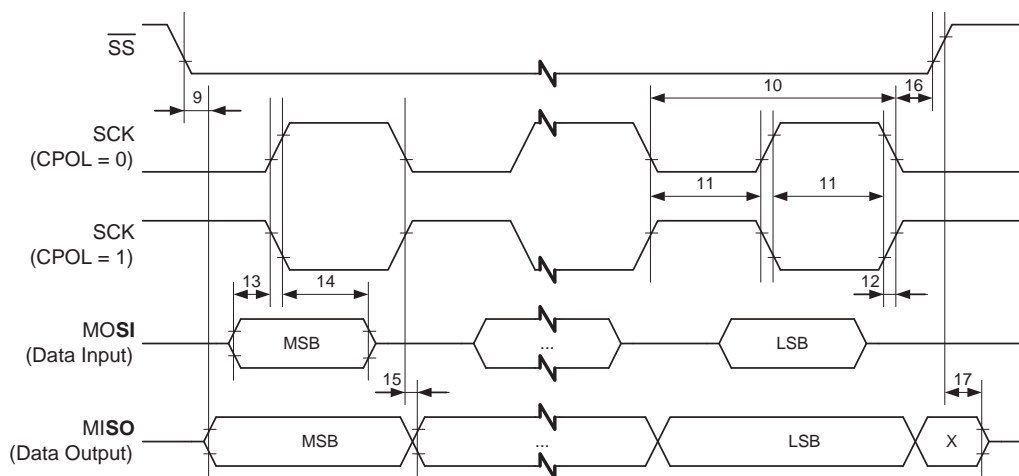 SS
10
16
9
SCK
(CPOL = 0)
11
11
SCK
(CPOL = 1)
13
14
12
MOSI
(Data Input)
MSB
...
LSB
15
17
MISO
(Data Output)
MSB
...
LSB
X